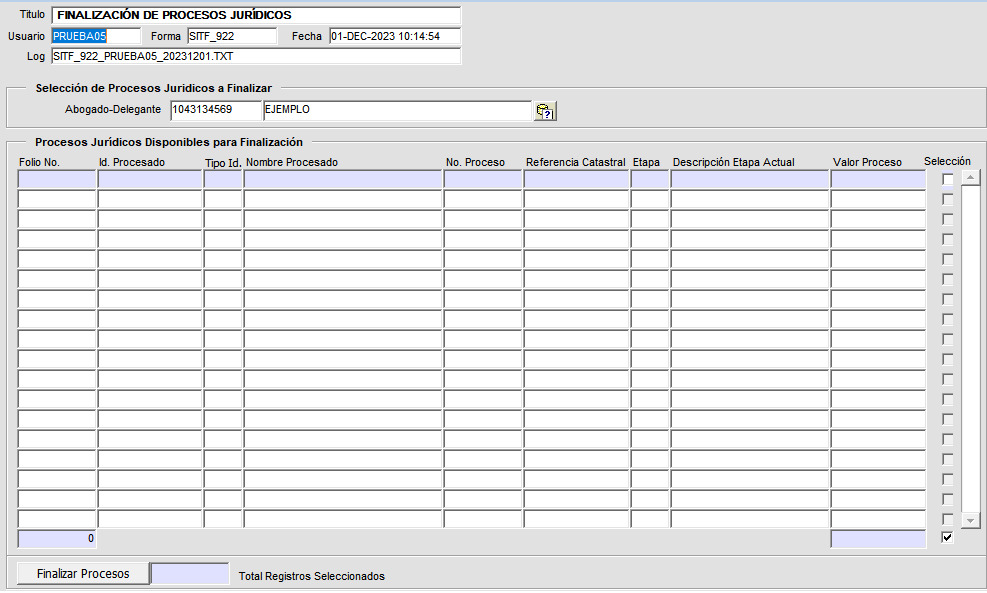 Titulo FINALIZACIÓN DE PROCESOS JURÍDICOS
Usuario PRUEBA05 Forma SITF_922 Fecha 01-DEC-2023 10:14:54
Log SITF_922_PRUEBA05_20231201.TXT
Selección de Procesos Juridicos a Finalizar
Abogado-Delegante 1043134569 EJEMPLO
Procesos Jurídicos Disponibles para Finalización
Folio No. Id. Procesado Tipo Id. Nombre Procesado No. Proceso Referencia Catastral Etapa Descripción Etapa Actual Valor Proceso Selección
0
Finalizar Procesos Total Registros Seleccionados